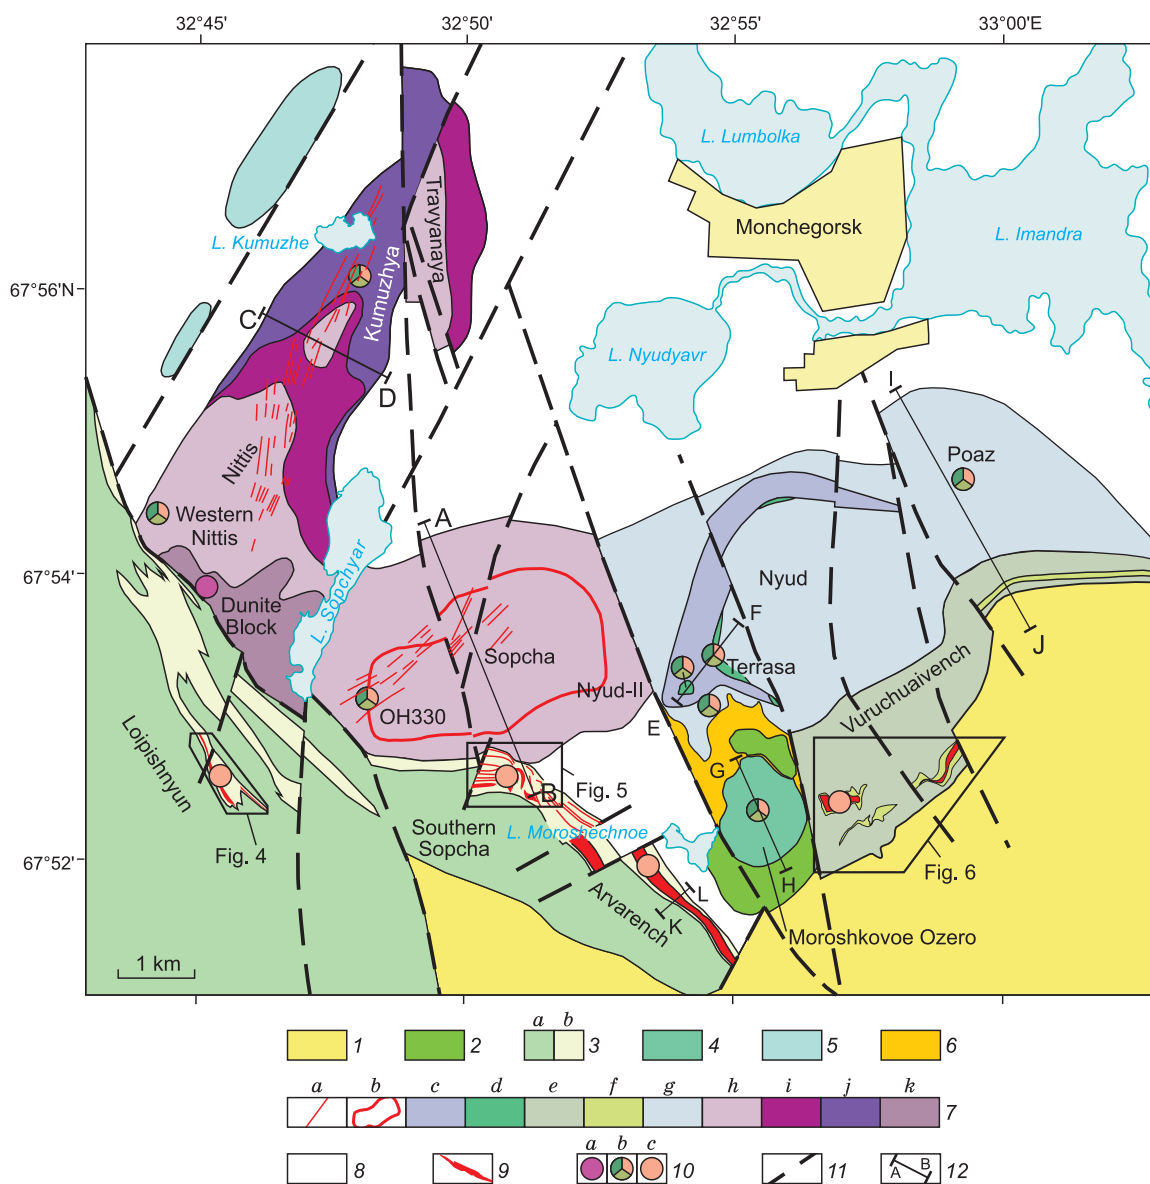 32°45'
32°50'
32°55'
33°00'E
L. Lumbolka
Monchegorsk
L. Imandra
Travyanaya
L. Kumuzhe
Kumuzhya
67°56'N
C
D
L. Nyudyavr
I
Poaz
Nittis
Western
Nittis
A
67°54'
Nyud
L. Sopchyar
Dunite
Block
F
Terrasa
J
Sopcha
Nyud-II
OH330
E
Vuruchuaivench
Loipishnyun
G
B
Fig. 5
Southern
Sopcha
L. Moroshechnoe
67°52'
Fig. 4
Fig. 6
H
Arvarench
L
K
Moroshkovoe Ozero
1 km
a b
1 2 3 4 5 6
a b c d e f g h i j k
7
a b c
8 9 10 11 A B 12